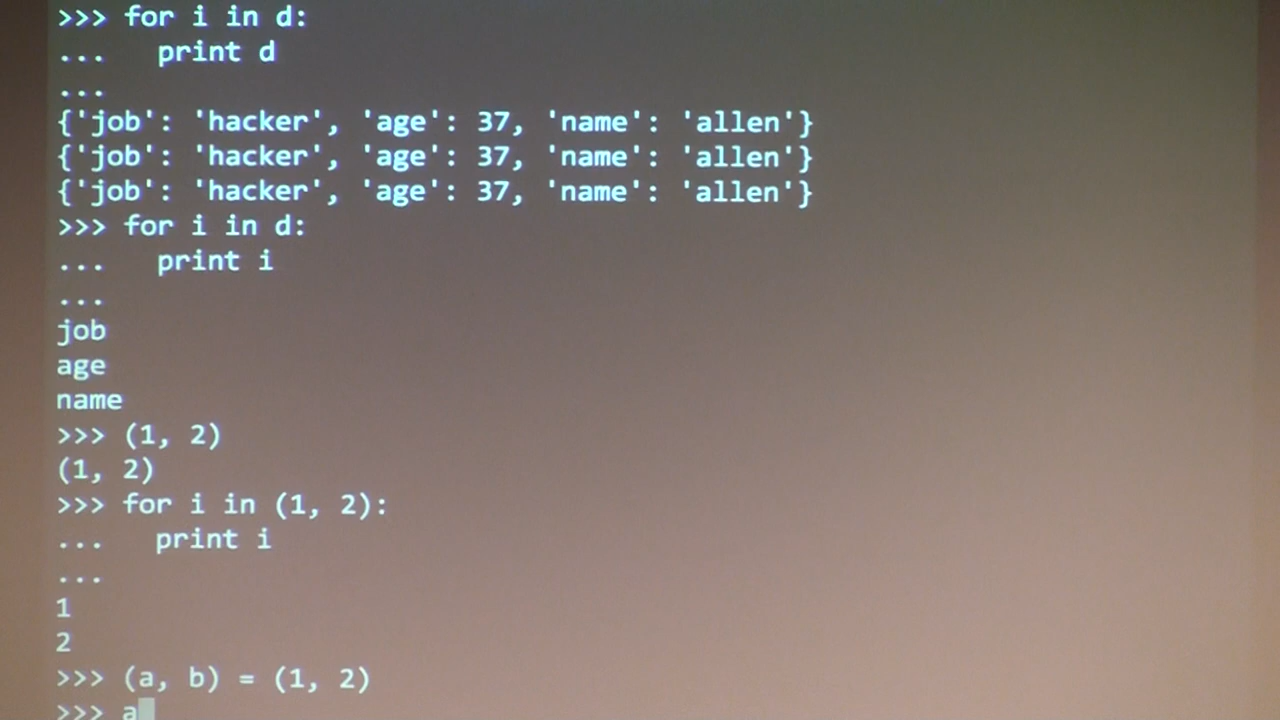 >>> for i in d:
...   print d
...
{'job': 'hacker', 'age': 37, 'name': 'allen'}
{'job': 'hacker', 'age': 37, 'name': 'allen'}
{'job': 'hacker', 'age': 37, 'name': 'allen'}
>>> for i in d:
...   print i
...
job
age
name
>>> (1, 2)
(1, 2)
>>> for i in (1, 2):
...   print i
...
1
2
>>> (a, b) = (1, 2)
>>> a